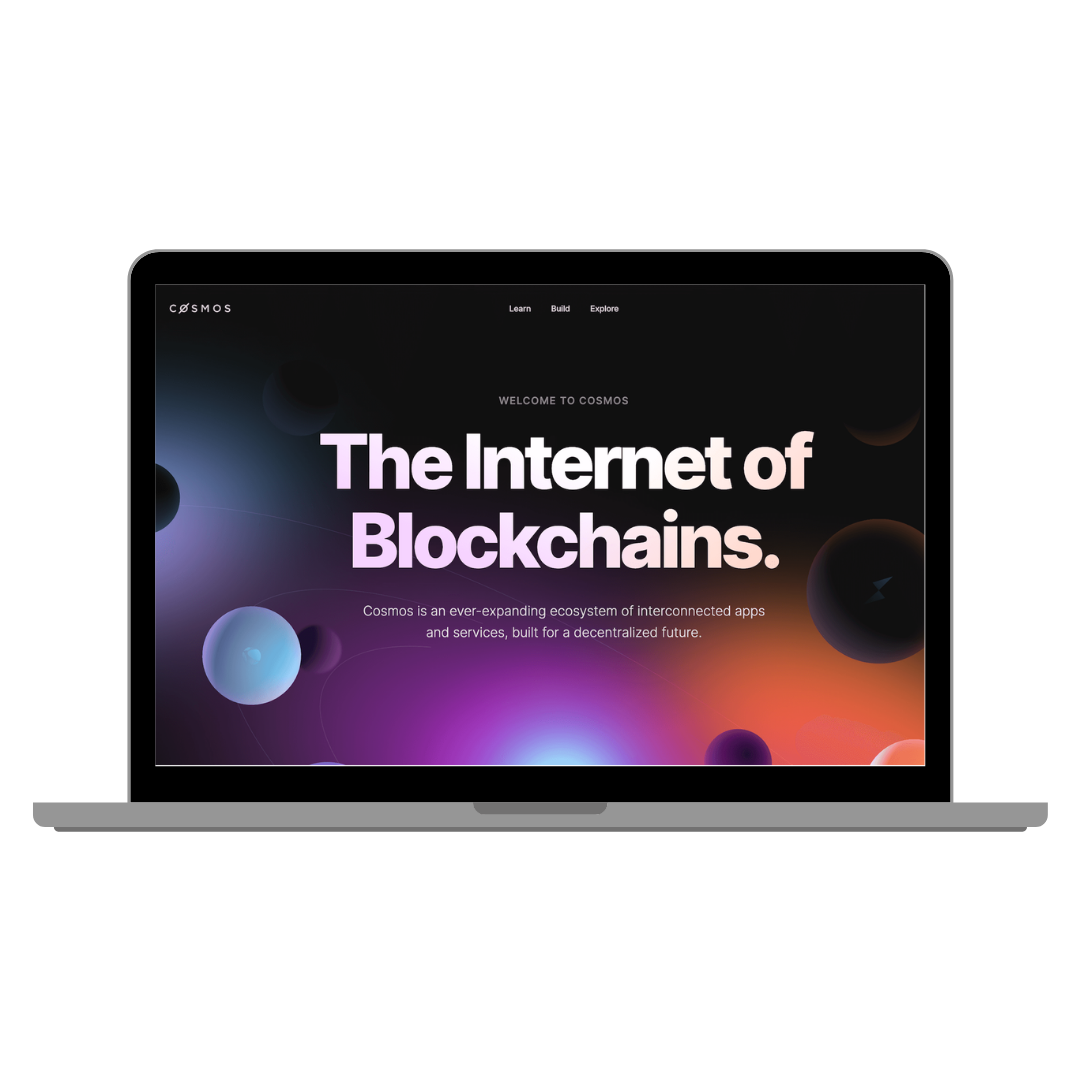 CØSMOS
Learn Build Explore
WELCOME TO COSMOS
The Internet of
Blockchains.
Cosmos is an ever-expanding ecosystem of interconnected apps
and services, built for a decentralized future.